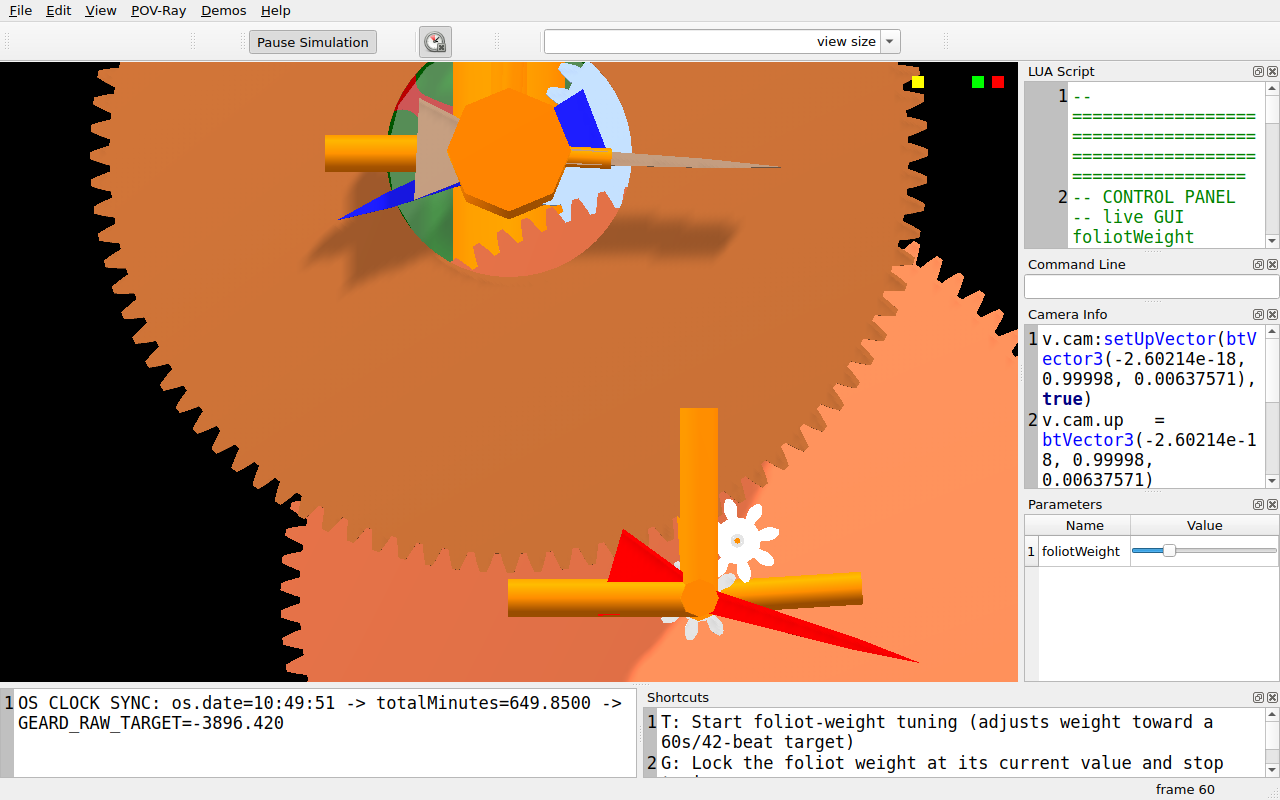 File Edit View POV-Ray Demos Help
Pause Simulation
view size
LUA Script
1 --
==================
==================
==================
=================
2 -- CONTROL PANEL
-- live GUI
foliotWeight
Command Line
Camera Info
1 v.cam:setUpVector(btV
ector3(-2.60214e-18,
0.99998, 0.00637571),
true)
2 v.cam.up   =
btVector3(-2.60214e-1
8, 0.99998,
0.00637571)
Parameters
Name Value
1 foliotWeight
1 OS CLOCK SYNC: os.date=10:49:51 -> totalMinutes=649.8500 ->
GEARD_RAW_TARGET=-3896.420
Shortcuts
1 T: Start foliot-weight tuning (adjusts weight toward a
60s/42-beat target)
2 G: Lock the foliot weight at its current value and stop
frame 60